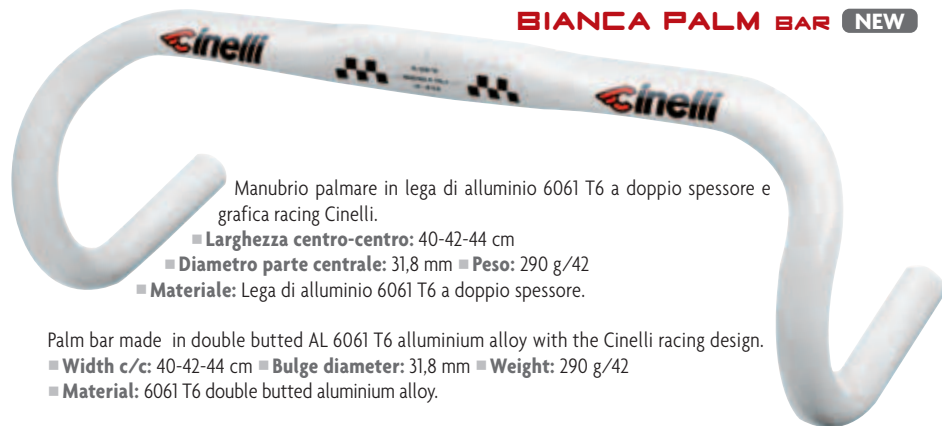 BIANCA PALM BAR NEW
Cinelli
Cinelli
Manubrio palmare in lega di alluminio 6061 T6 a doppio spessore e
grafica racing Cinelli.
■ Larghezza centro-centro: 40-42-44 cm
■ Diametro parte centrale: 31,8 mm ■ Peso: 290 g/42
■ Materiale: Lega di alluminio 6061 T6 a doppio spessore.
Palm bar made in double butted AL 6061 T6 alluminium alloy with the Cinelli racing design.
■ Width c/c: 40-42-44 cm ■ Bulge diameter: 31,8 mm ■ Weight: 290 g/42
■ Material: 6061 T6 double butted aluminium alloy.